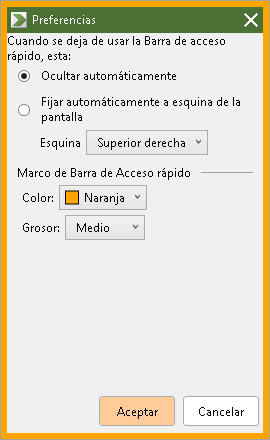 Preferencias
Cuando se deja de usar la Barra de acceso
rápido, esta:
Ocultar automáticamente
Fijar automáticamente a esquina de la
pantalla
Esquina Superior derecha
Marco de Barra de Acceso rápido
Color: Naranja
Grosor: Medio
Aceptar Cancelar